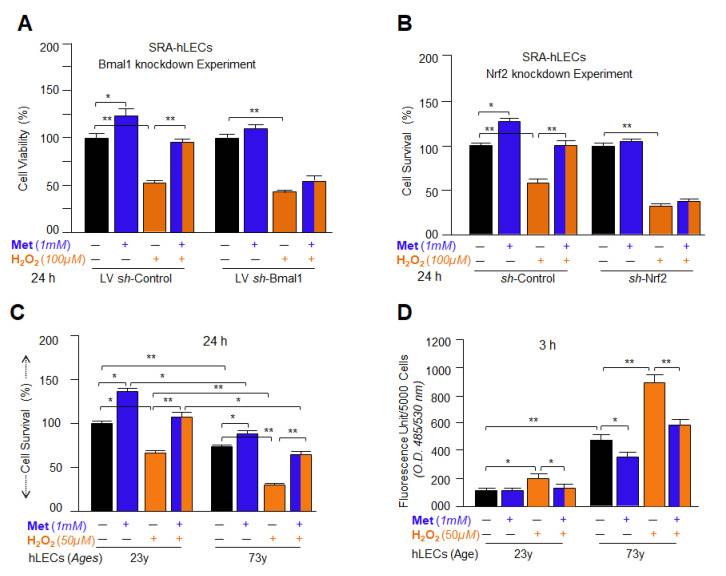 A
SRA-hLECs
Bmal1 knockdown Experiment
Cell Viability (%)
200
150
100
50
00
*
**
**
**
Met (1mM) – + – + – + – +
H2O2 (100µM) – – + + – – + +
24 h LV sh-Control LV sh-Bmal1
B
SRA-hLECs
Nrf2 knockdown Experiment
Cell Survival (%)
200
150
100
50
00
*
**
**
**
Met (1mM) – + – + – + – +
H2O2 (100µM) – – + + – – + +
24 h sh-Control sh-Nrf2
C
24 h
Cell Survival (%)
200
150
100
50
00
**
*
*
**
*
**
*
*
**
**
Met (1mM) – + – + – + – +
H2O2 (50µM) – – + + – – + +
hLECs (Ages) 23y 73y
D
3 h
Fluorescence Unit/5000 Cells
(O.D. 485/530 nm)
1200
1000
800
600
400
200
000
**
**
**
*
*
*
Met (1mM) – + – + – + – +
H2O2 (50µM) – – + + – – + +
hLECs (Age) 23y 73y